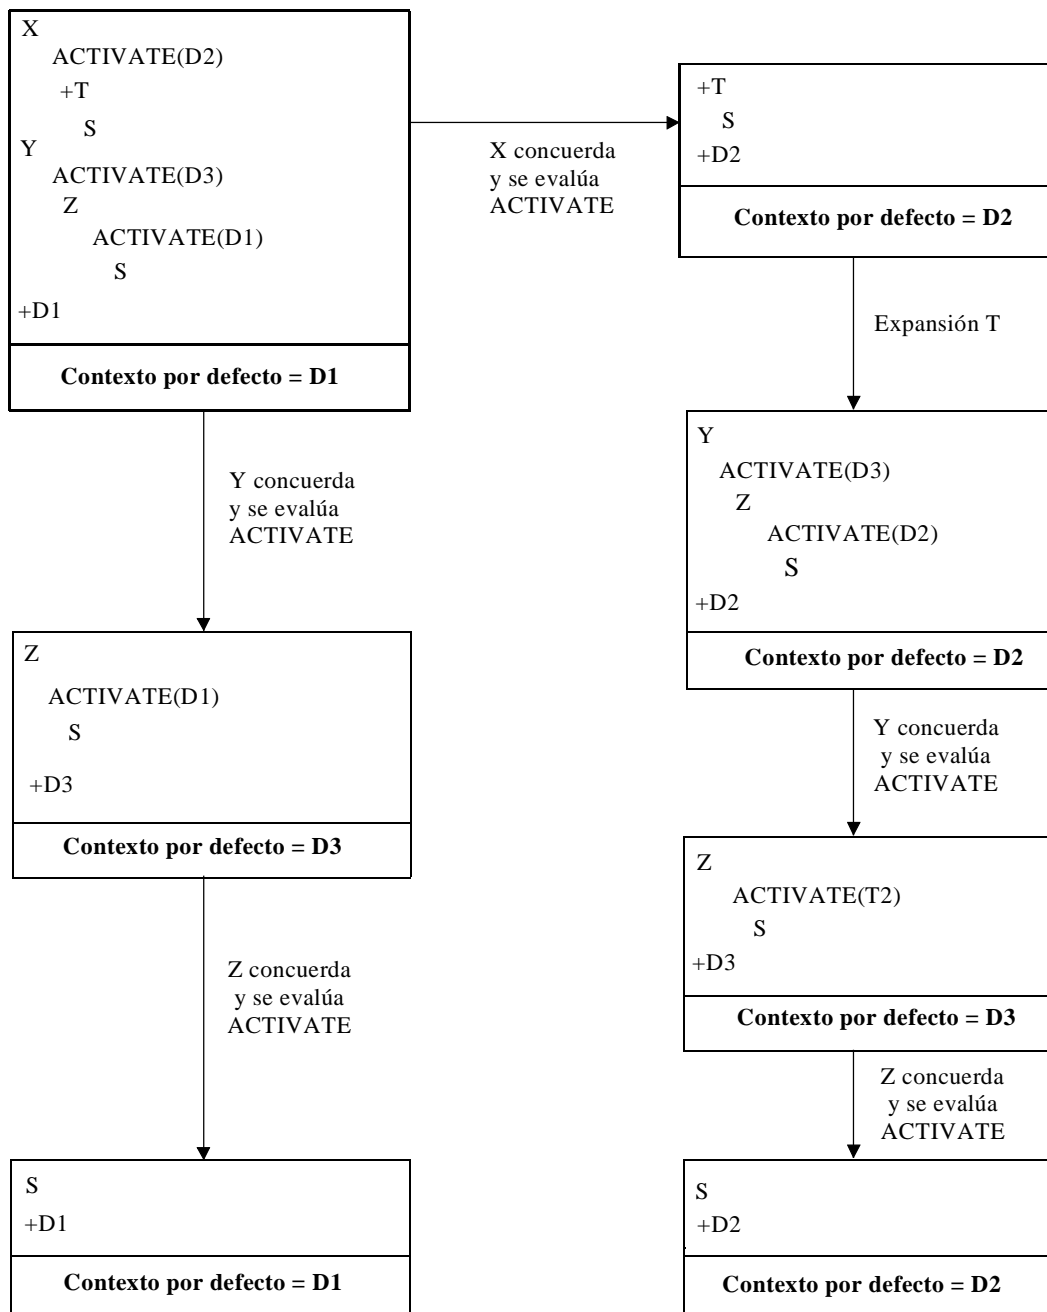 X
ACTIVATE(D2)
+T
S
Y
ACTIVATE(D3)
Z
ACTIVATE(D1)
S
+D1
Contexto por defecto = D1
X concuerda
y se evalúa
ACTIVATE
+T
S
+D2
Contexto por defecto = D2
Expansión T
Y concuerda
y se evalúa
ACTIVATE
Y
ACTIVATE(D3)
Z
ACTIVATE(D2)
S
+D2
Contexto por defecto = D2
Z
ACTIVATE(D1)
S
+D3
Contexto por defecto = D3
Y concuerda
y se evalúa
ACTIVATE
Z
ACTIVATE(T2)
S
+D3
Contexto por defecto = D3
Z concuerda
y se evalúa
ACTIVATE
Z concuerda
y se evalúa
ACTIVATE
S
+D1
Contexto por defecto = D1
S
+D2
Contexto por defecto = D2